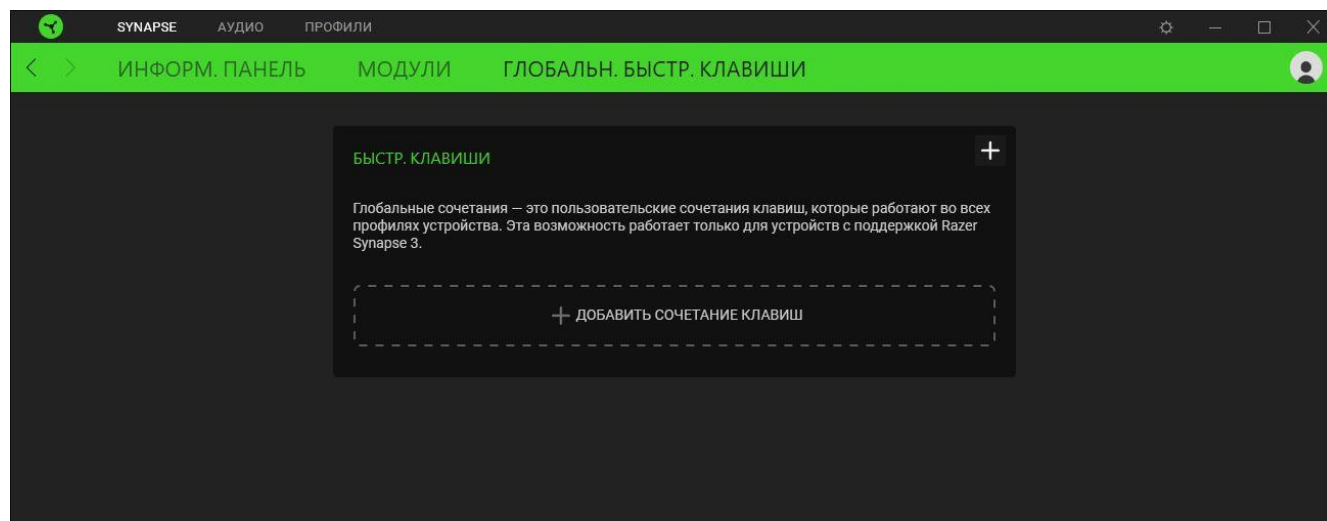 SYNAPSE АУДИО ПРОФИЛИ
ИНФОРМ. ПАНЕЛЬ МОДУЛИ ГЛОБАЛЬН. БЫСТР. КЛАВИШИ
БЫСТР. КЛАВИШИ
Глобальные сочетания — это пользовательские сочетания клавиш, которые работают во всех
профилях устройства. Эта возможность работает только для устройств с поддержкой Razer
Synapse 3.
ДОБАВИТЬ СОЧЕТАНИЕ КЛАВИШ